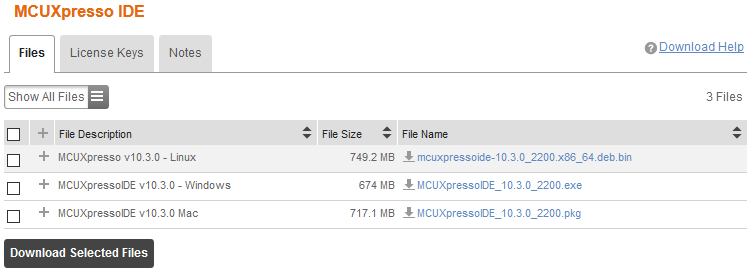 MCUXpresso IDE
Files License Keys Notes
? Download Help
Show All Files 3 Files
File Description File Size File Name
MCUXpresso v10.3.0 - Linux 749.2 MB mcuxpressoide-10.3.0_2200.x86_64.deb.bin
MCUXpressoIDE v10.3.0 - Windows 674 MB MCUXpressoIDE_10.3.0_2200.exe
MCUXpressoIDE v10.3.0 Mac 717.1 MB MCUXpressoIDE_10.3.0_2200.pkg
Download Selected Files